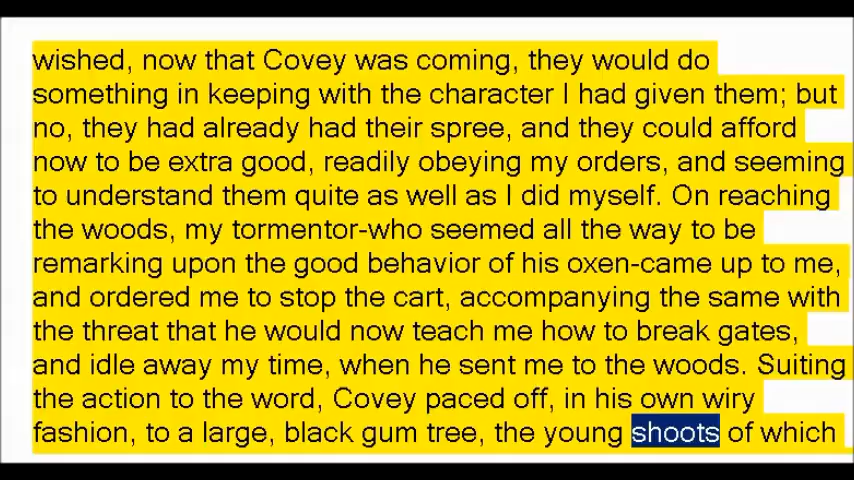 wished, now that Covey was coming, they would do
something in keeping with the character I had given them; but
no, they had already had their spree, and they could afford
now to be extra good, readily obeying my orders, and seeming
to understand them quite as well as I did myself. On reaching
the woods, my tormentor-who seemed all the way to be
remarking upon the good behavior of his oxen-came up to me,
and ordered me to stop the cart, accompanying the same with
the threat that he would now teach me how to break gates,
and idle away my time, when he sent me to the woods. Suiting
the action to the word, Covey paced off, in his own wiry
fashion, to a large, black gum tree, the young shoots of which